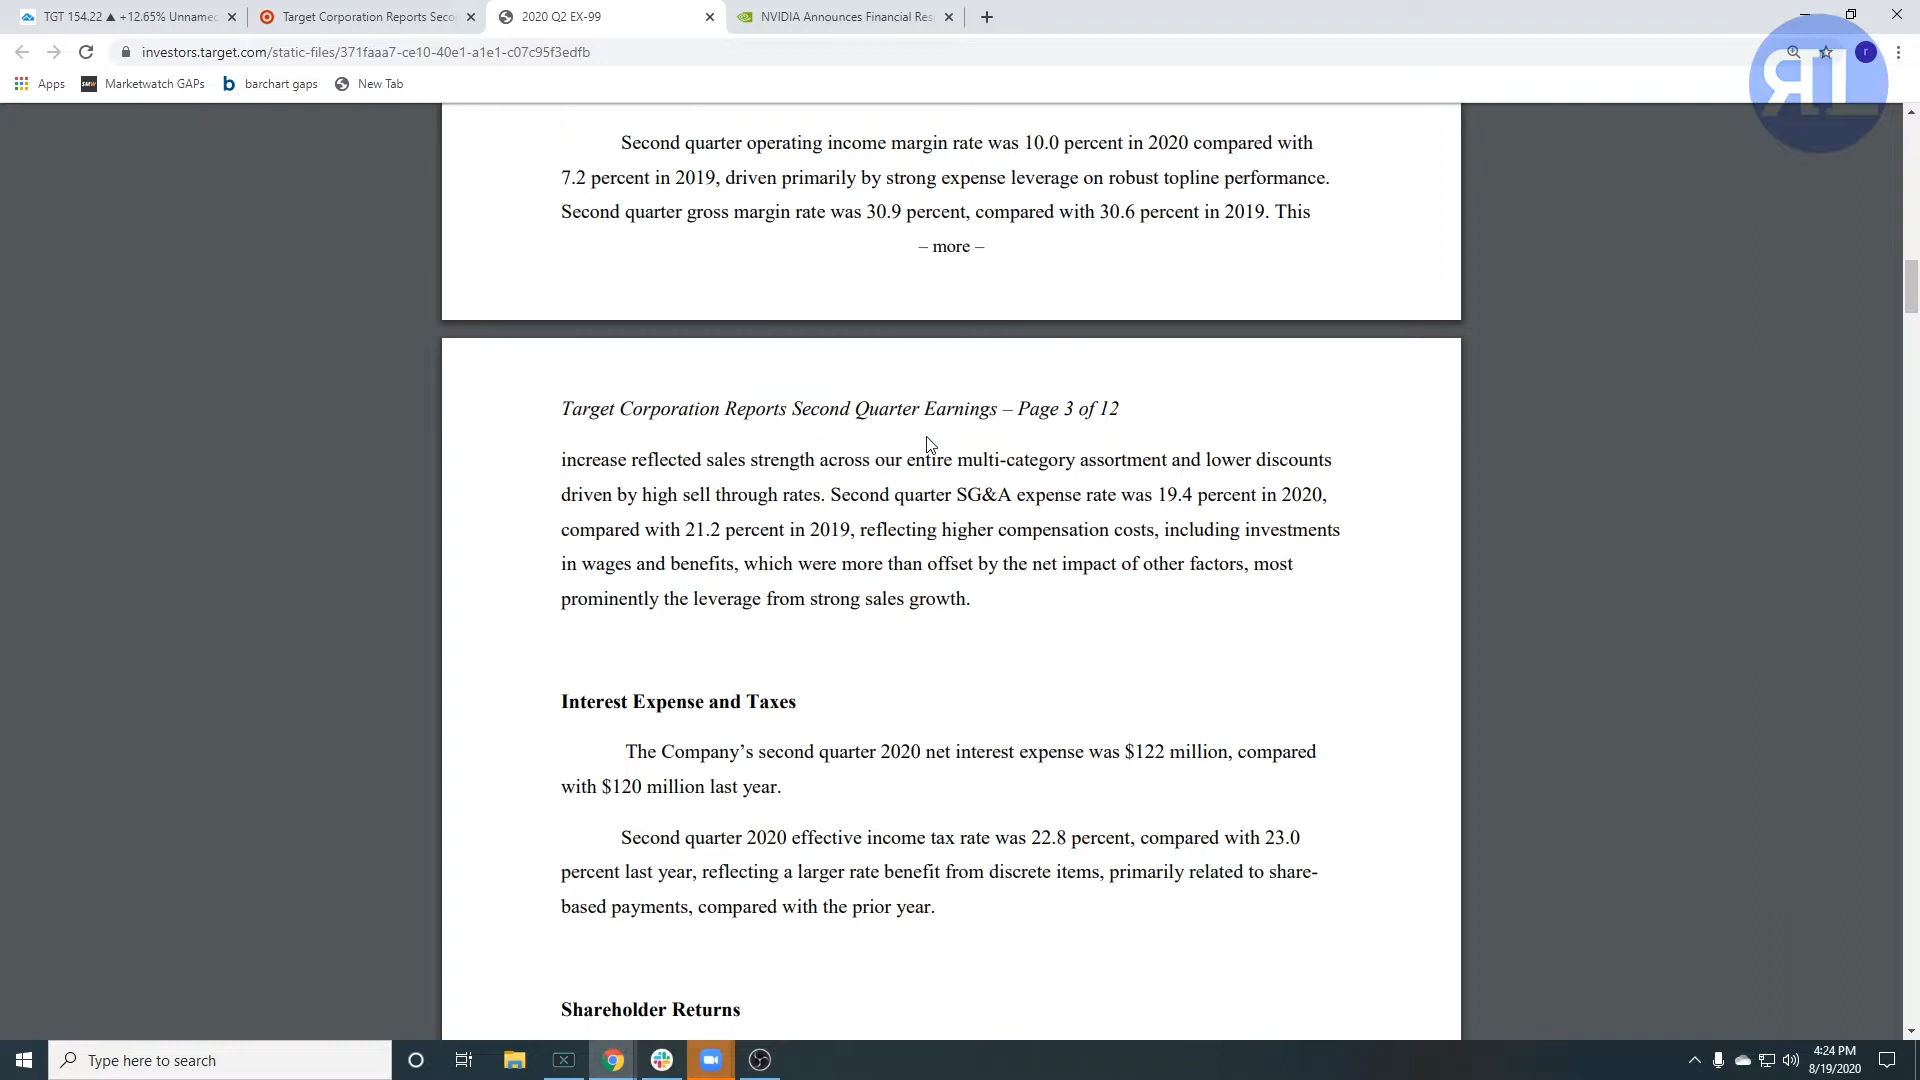 TGT 154.22 ▲ +12.65% Unnamed
Target Corporation Reports Seco
2020 Q2 EX-99
NVIDIA Announces Financial Res
investors.target.com/static-files/371faaa7-ce10-40e1-a1e1-c07c95f3edfb
r
Apps
SMW
Marketwatch GAPs
b
barchart gaps
New Tab
RTL
Second quarter operating income margin rate was 10.0 percent in 2020 compared with
7.2 percent in 2019, driven primarily by strong expense leverage on robust topline performance.
Second quarter gross margin rate was 30.9 percent, compared with 30.6 percent in 2019. This
– more –
Target Corporation Reports Second Quarter Earnings – Page 3 of 12
increase reflected sales strength across our entire multi-category assortment and lower discounts
driven by high sell through rates. Second quarter SG&A expense rate was 19.4 percent in 2020,
compared with 21.2 percent in 2019, reflecting higher compensation costs, including investments
in wages and benefits, which were more than offset by the net impact of other factors, most
prominently the leverage from strong sales growth.
Interest Expense and Taxes
The Company’s second quarter 2020 net interest expense was $122 million, compared
with $120 million last year.
Second quarter 2020 effective income tax rate was 22.8 percent, compared with 23.0
percent last year, reflecting a larger rate benefit from discrete items, primarily related to share-
based payments, compared with the prior year.
Shareholder Returns
Type here to search
4:24 PM
8/19/2020